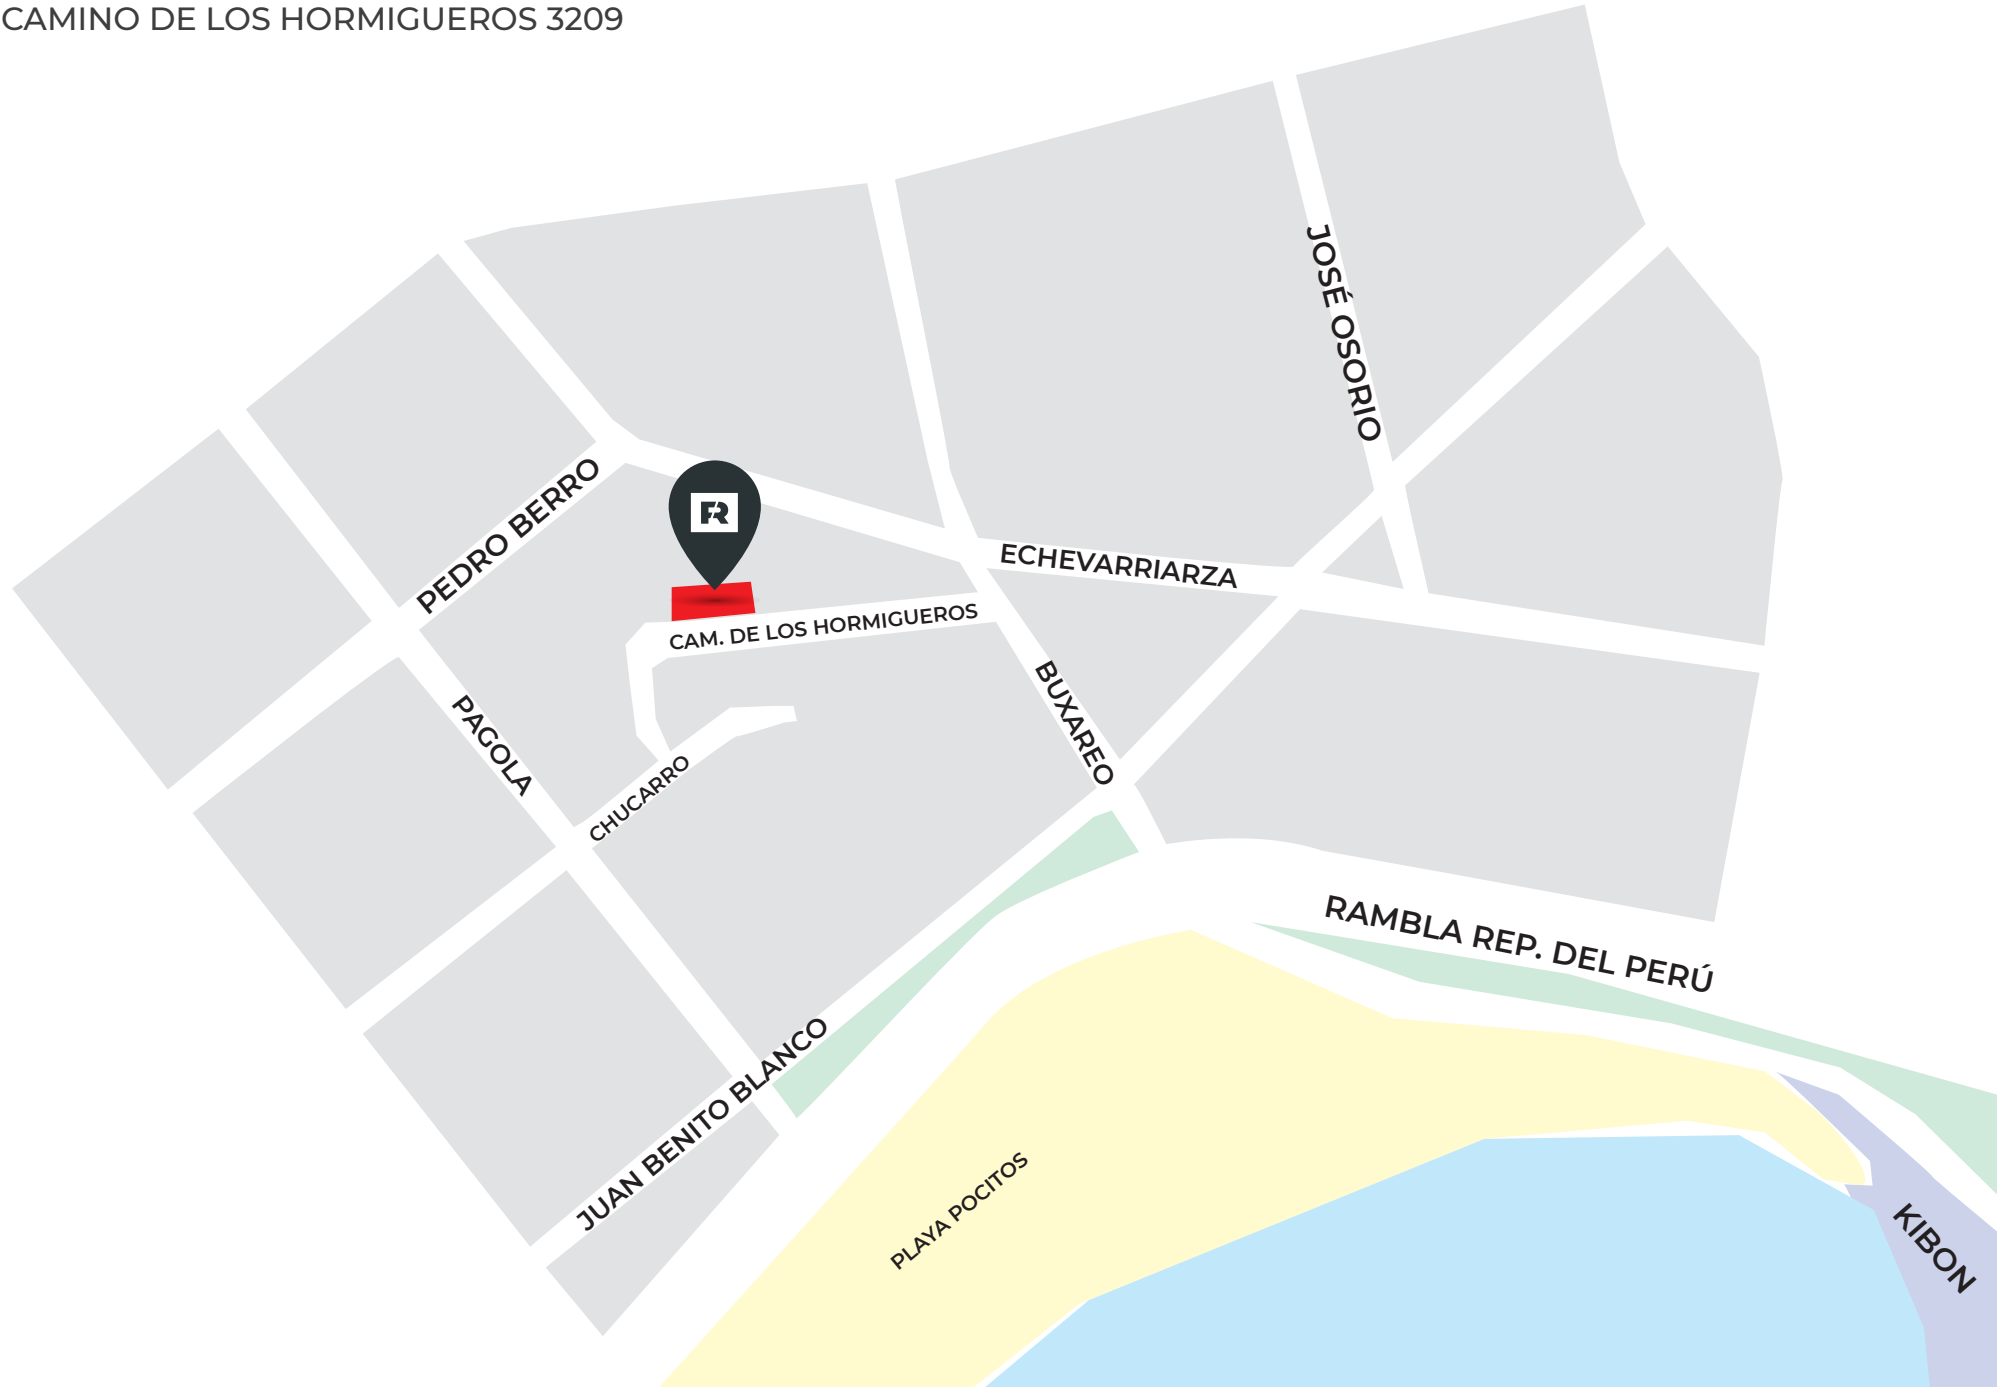 CAMINO DE LOS HORMIGUEROS 3209
JOSÉ OSORIO
PEDRO BERRO
FR
ECHEVARRIARZA
CAM. DE LOS HORMIGUEROS
BUXAREO
PAGOLA
CHUCARRO
RAMBLA REP. DEL PERÚ
JUAN BENITO BLANCO
PLAYA POCITOS
KIBON